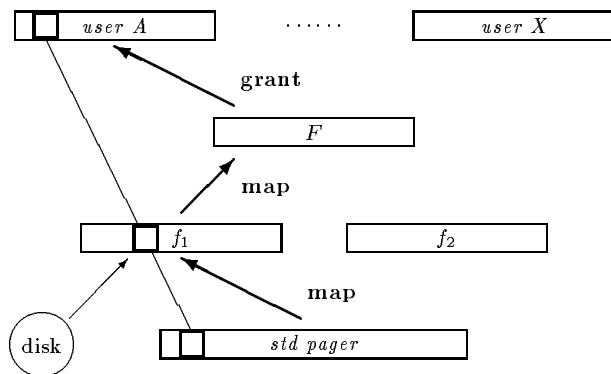 user A ...... user X
grant
F
map
f1 f2
map
disk std pager